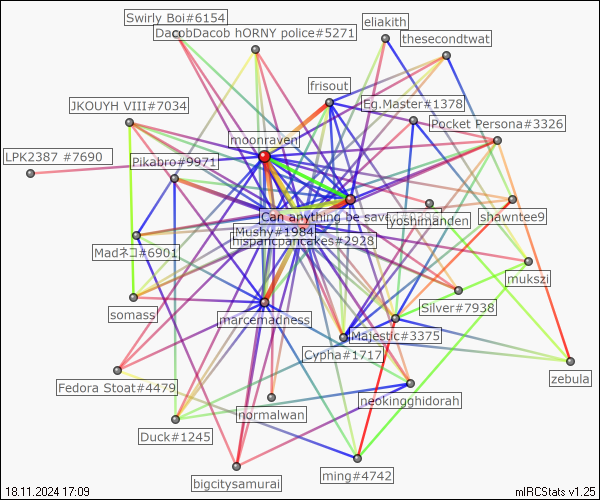 Swirly Boi#6154
eliakith
DacobDacob hORNY police#5271
thesecondtwat
frisout
JKOUYH VIII#7034
Eg.Master#1378
Pocket Persona#3326
moonraven
LPK2387 #7690
Pikabro#9971
Can anything be save
shawntee9
yoshimanden
Mushy#1984
hispanicpancakes#2928
Madネコ#6901
mukszi
somass
Silver#7938
marcemadness
Majestic#3375
Cypha#1717
zebula
Fedora Stoat#4479
neokingghidorah
normalwan
Duck#1245
ming#4742
bigcitysamurai
18.11.2024 17:09
mIRCStats v1.25